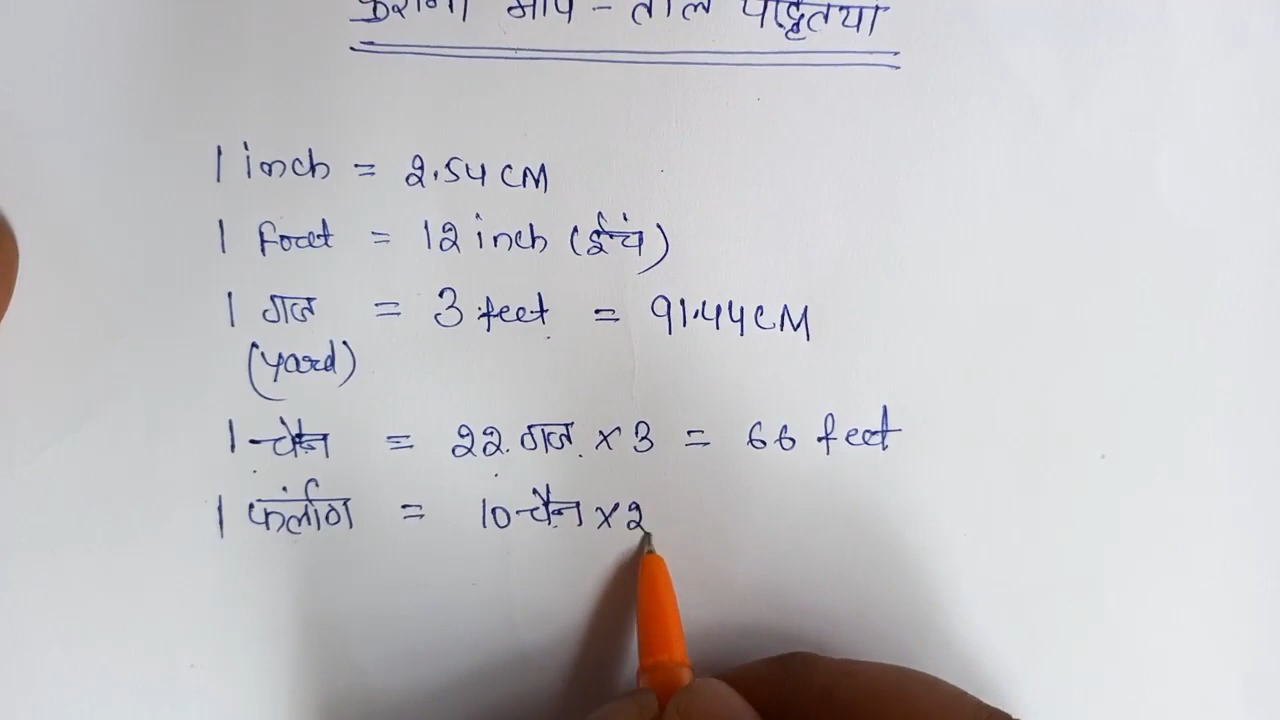 माप - तौल पद्धतियां
1 inch = 2.54 CM
1 Foot = 12 inch (ईंच)
1 गज = 3 feet = 91.44 CM
(yard)
1 चैन = 22 गज × 3 = 66 feet
1 फर्लांग = 10 चैन × 2